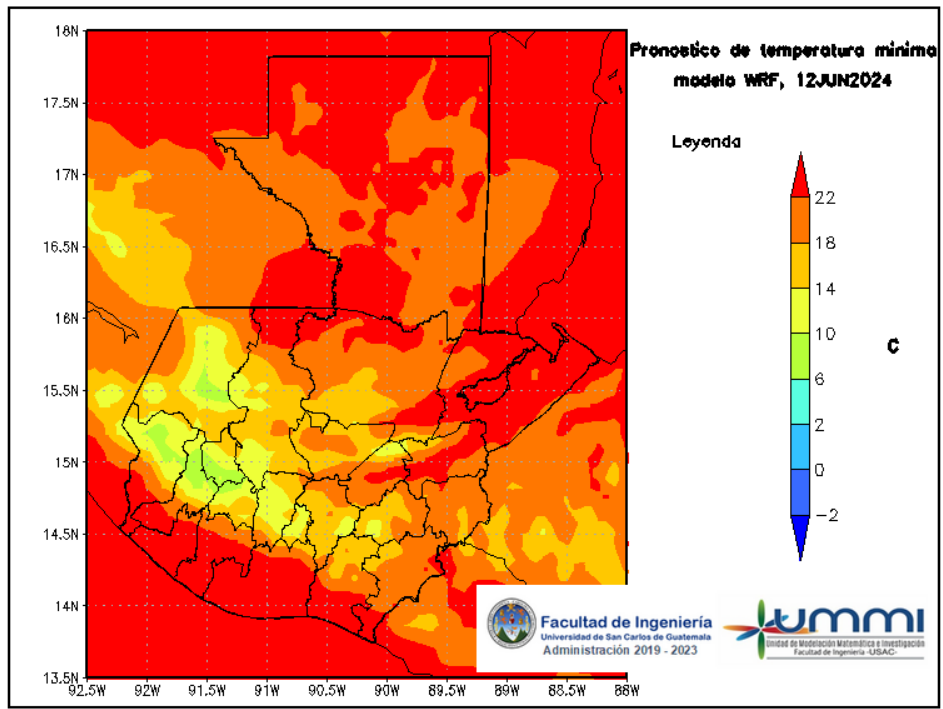 Pronostico de temperatura minima
modelo WRF, 12JUN2024
Leyenda
22
18
14
10
6
2
0
−2
C
18N
17.5N
17N
16.5N
16N
15.5N
15N
14.5N
14N
13.5N
92.5W
92W
91.5W
91W
90.5W
90W
89.5W
89W
88.5W
88W
Facultad de Ingeniería
Universidad de San Carlos de Guatemala
Administración 2019 - 2023
UMMI
Unidad de Modelación Matemática e Investigación
Facultad de Ingeniería -USAC-